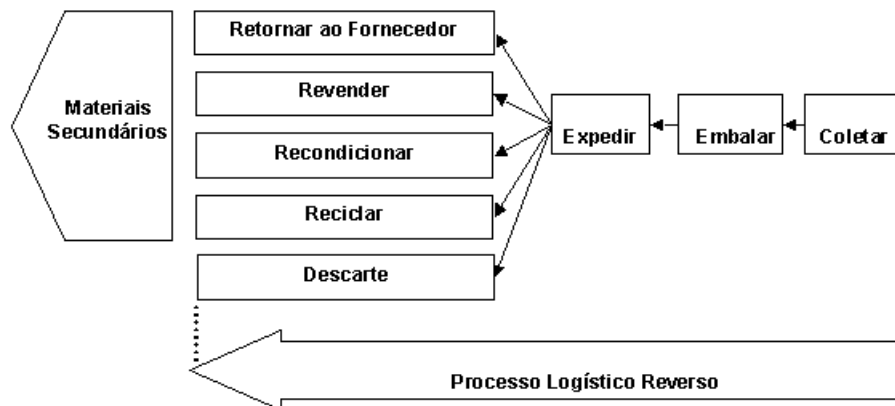 Retornar ao Fornecedor
Revender
Materiais
Secundários
Recondicionar
Expedir
Embalar
Coletar
Reciclar
Descarte
Processo Logístico Reverso